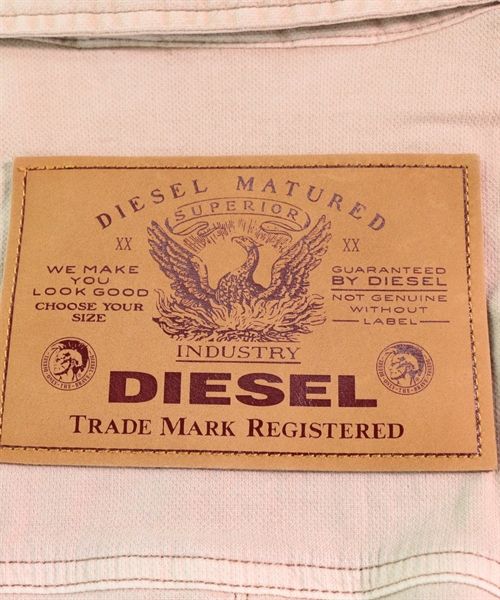 DIESEL MATURED
SUPERIOR
XX
XX
WE MAKE
YOU
LOOK GOOD
CHOOSE YOUR
SIZE
GUARANTEED
BY DIESEL
NOT GENUINE
WITHOUT
LABEL
INDUSTRY
DIESEL
TRADE MARK REGISTERED